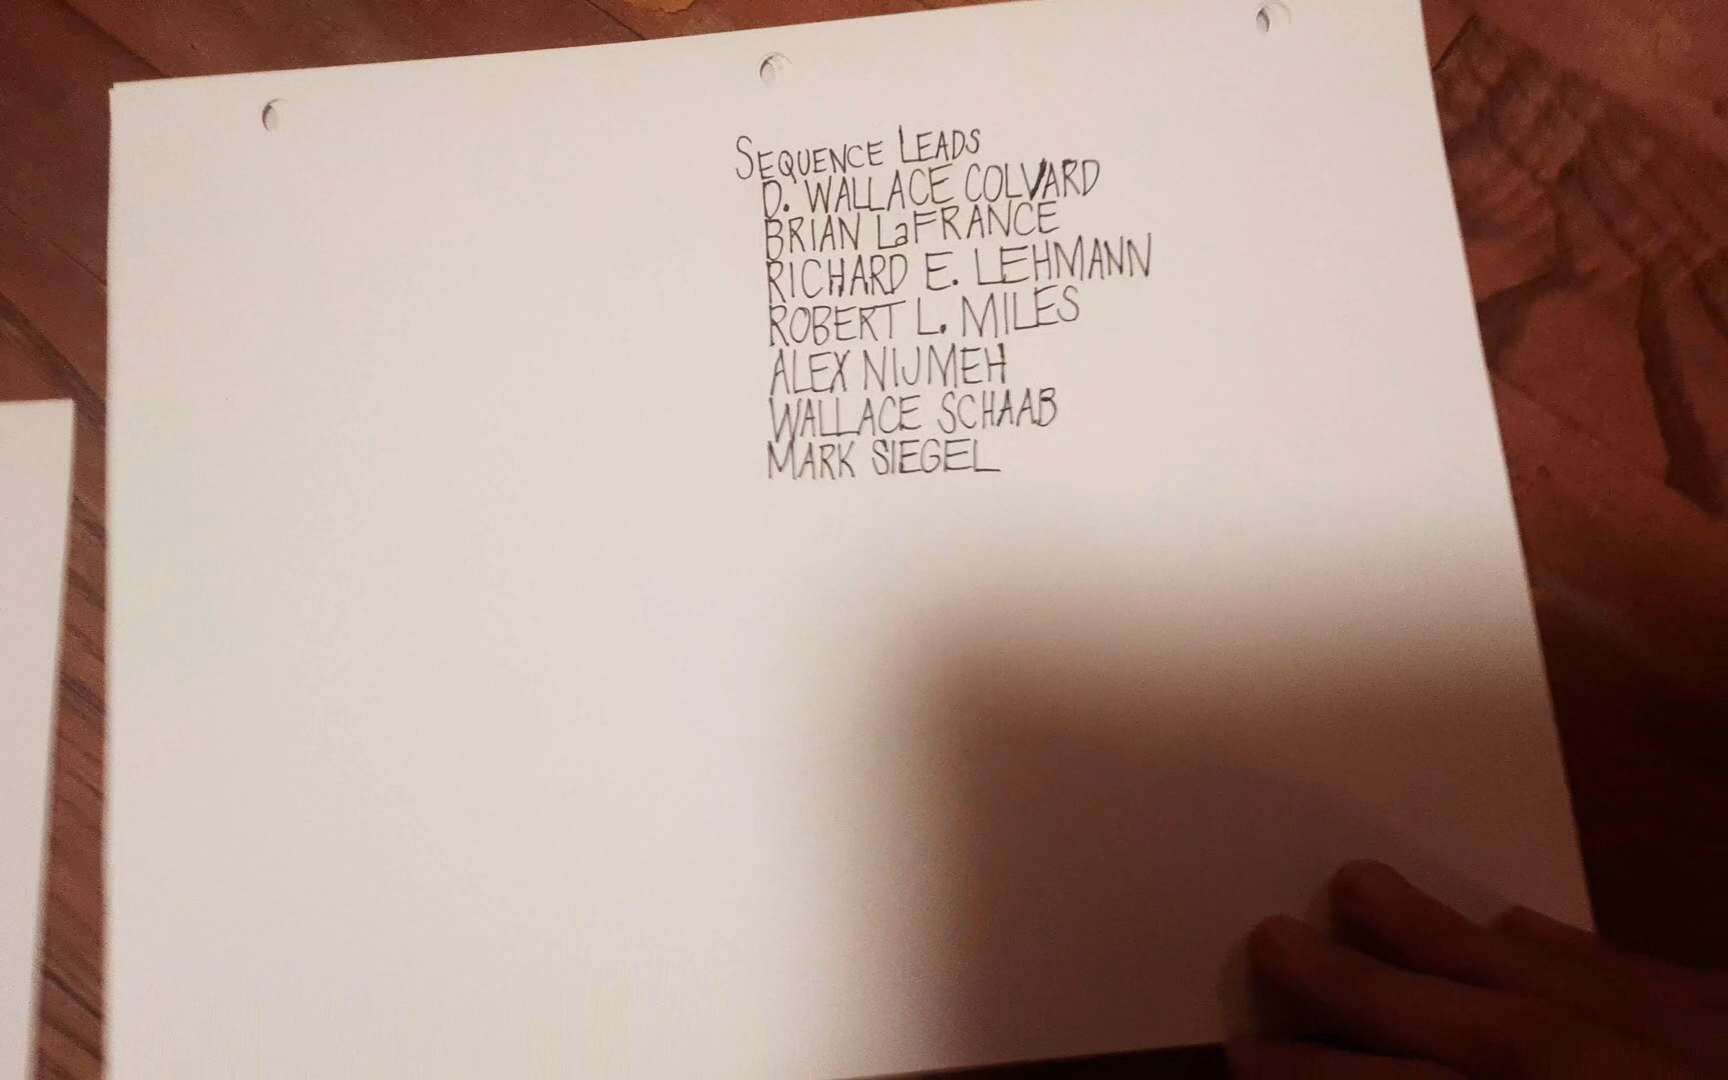 SEQUENCE LEADS
D. WALLACE COLVARD
BRIAN LaFRANCE
RICHARD E. LEHMANN
ROBERT L. MILES
ALEX NIJMEH
WALLACE SCHAAB
MARK SIEGEL